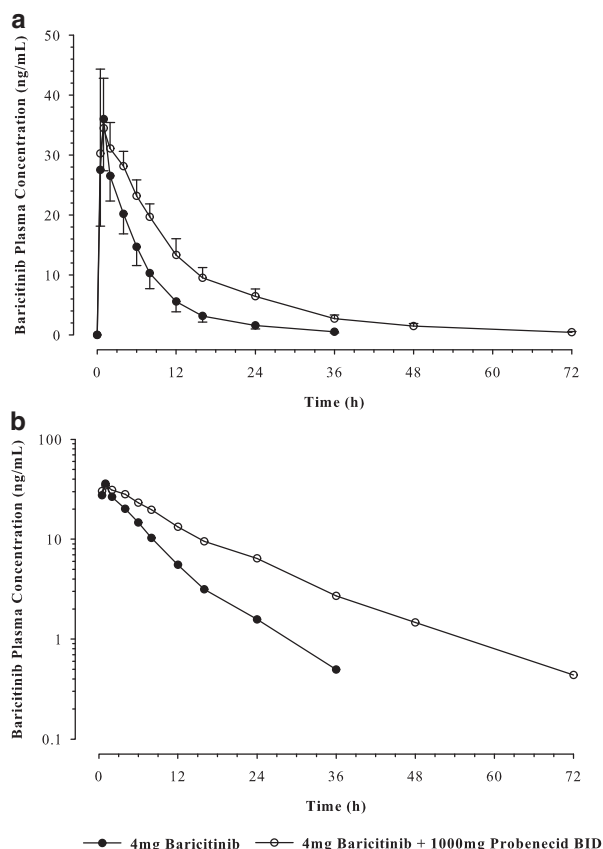 a
Baricitinib Plasma Concentration (ng/mL)
50
40
30
20
10
0
0 12 24 36 48 60 72
Time (h)
b
Baricitinib Plasma Concentration (ng/mL)
100
10
1
0.1
0 12 24 36 48 60 72
Time (h)
4mg Baricitinib 4mg Baricitinib + 1000mg Probenecid BID